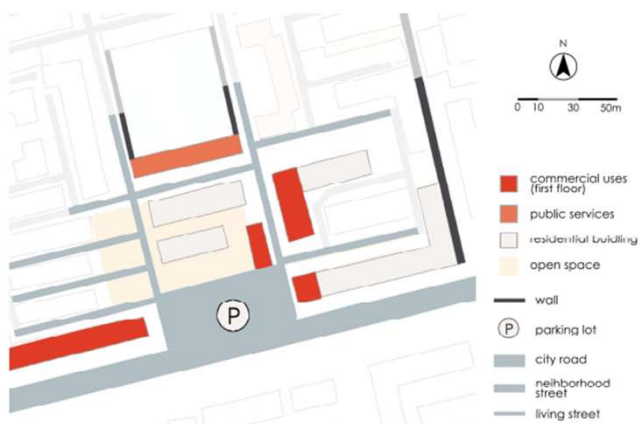 N
0 10 30 50m
commercial uses
(first floor)
public services
residential buidling
open space
wall
P parking lot
city road
neihborhood
street
living street
P